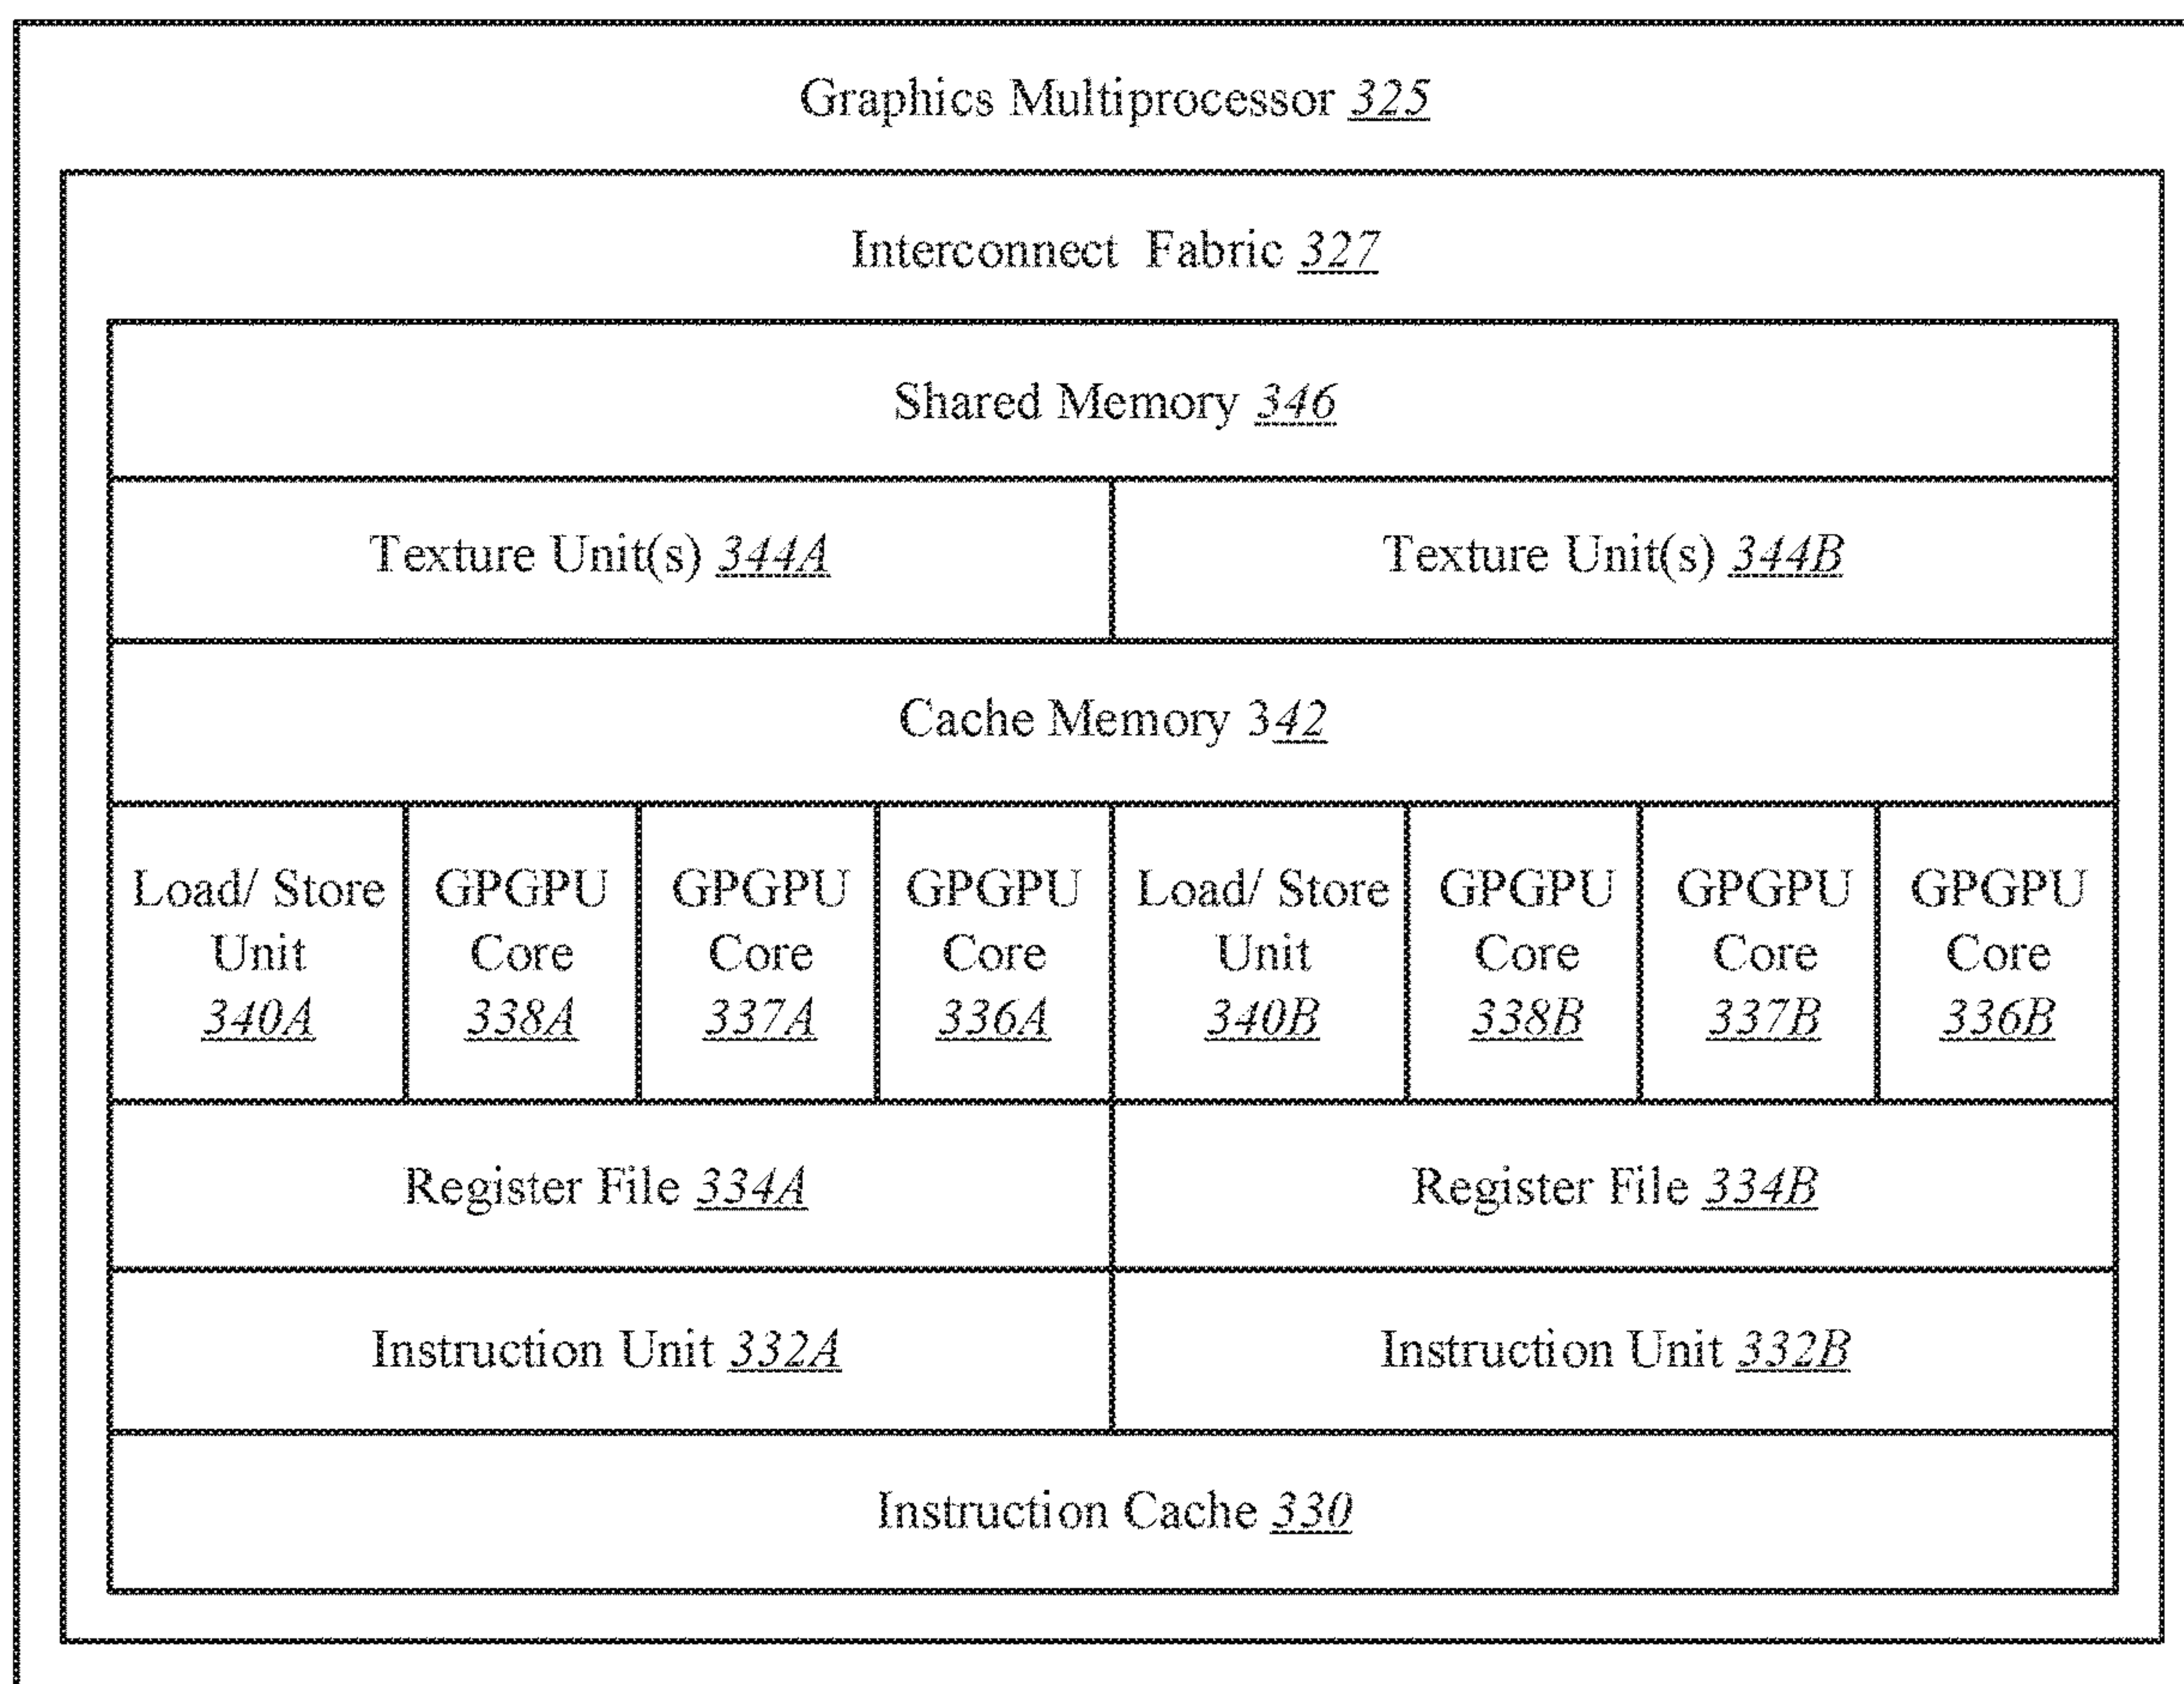 Graphics Multiprocessor 325
Interconnect Fabric 327
Shared Memory 346
Texture Unit(s) 344A
Texture Unit(s) 344B
Cache Memory 342
Load/ Store
Unit
340A
GPGPU
Core
338A
GPGPU
Core
337A
GPGPU
Core
336A
Load/ Store
Unit
340B
GPGPU
Core
338B
GPGPU
Core
337B
GPGPU
Core
336B
Register File 334A
Register File 334B
Instruction Unit 332A
Instruction Unit 332B
Instruction Cache 330